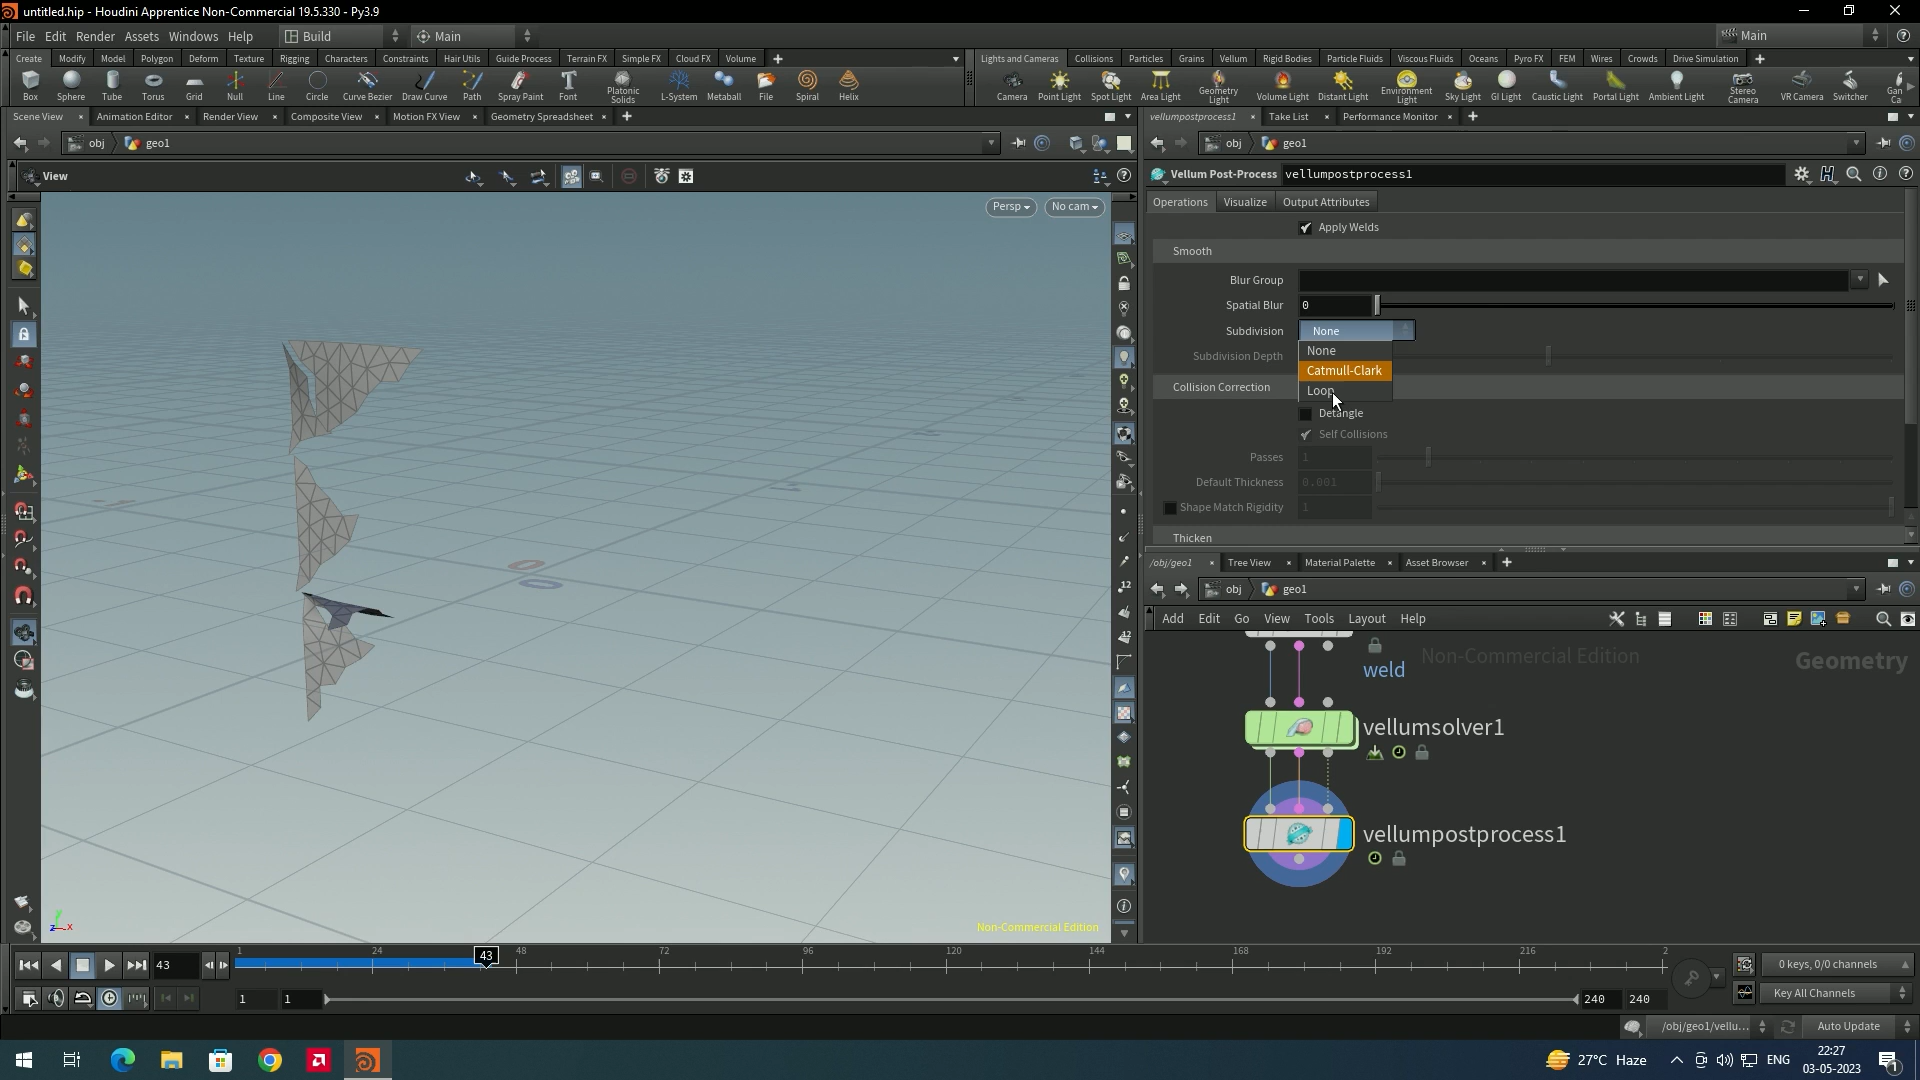 untitled.hip - Houdini Apprentice Non-Commercial 19.5.330 - Py3.9
File Edit Render Assets Windows Help Build Main Main
Create Modify Model Polygon Deform Texture Rigging Characters Constraints Hair Utils Guide Process Terrain FX Simple FX Cloud FX Volume
Lights and Cameras Collisions Particles Grains Vellum Rigid Bodies Particle Fluids Viscous Fluids Oceans Pyro FX FEM Wires Crowds Drive Simulation
Box Sphere Tube Torus Grid Null Line Circle Curve Bezier Draw Curve Path Spray Paint Font Platonic Solids L-System Metaball File Spiral Helix
Camera Point Light Spot Light Area Light Geometry Light Volume Light Distant Light Environment Light Sky Light GI Light Caustic Light Portal Light Ambient Light Stereo Camera VR Camera Switcher Gan Ca
Scene View Animation Editor Render View Composite View Motion FX View Geometry Spreadsheet
vellumpostprocess1 Take List Performance Monitor
obj geo1
obj geo1
View
Vellum Post-Process vellumpostprocess1
Persp No cam
Operations Visualize Output Attributes
Apply Welds
Smooth
Blur Group
Spatial Blur 0
Subdivision None
None
Subdivision Depth
Catmull-Clark
Collision Correction
Loop
Detangle
Self Collisions
Passes 1
Default Thickness 0.001
Shape Match Rigidity 1
Thicken
/obj/geo1 Tree View Material Palette Asset Browser
obj geo1
Add Edit Go View Tools Layout Help
Non-Commercial Edition Geometry
weld
vellumsolver1
vellumpostprocess1
12
12
0
0
z x y
Non-Commercial Edition
43 1 24 43 48 72 96 120 144 168 192 216 2
0 keys, 0/0 channels
1 1 240 240
Key All Channels
/obj/geo1/vellu... Auto Update
27°C Haze ENG 22:27
03-05-2023
1